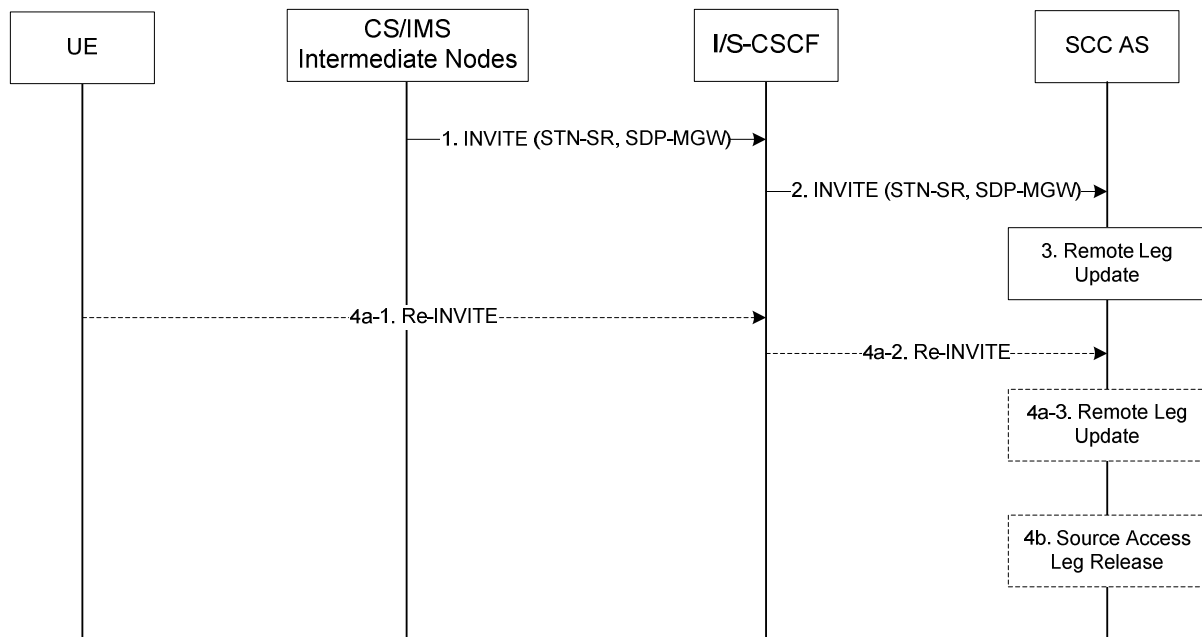 UE
CS/IMS
Intermediate Nodes
I/S-CSCF
SCC AS
1. INVITE (STN-SR, SDP-MGW)
2. INVITE (STN-SR, SDP-MGW)
3. Remote Leg
Update
4a-1. Re-INVITE
4a-2. Re-INVITE
4a-3. Remote Leg
Update
4b. Source Access
Leg Release